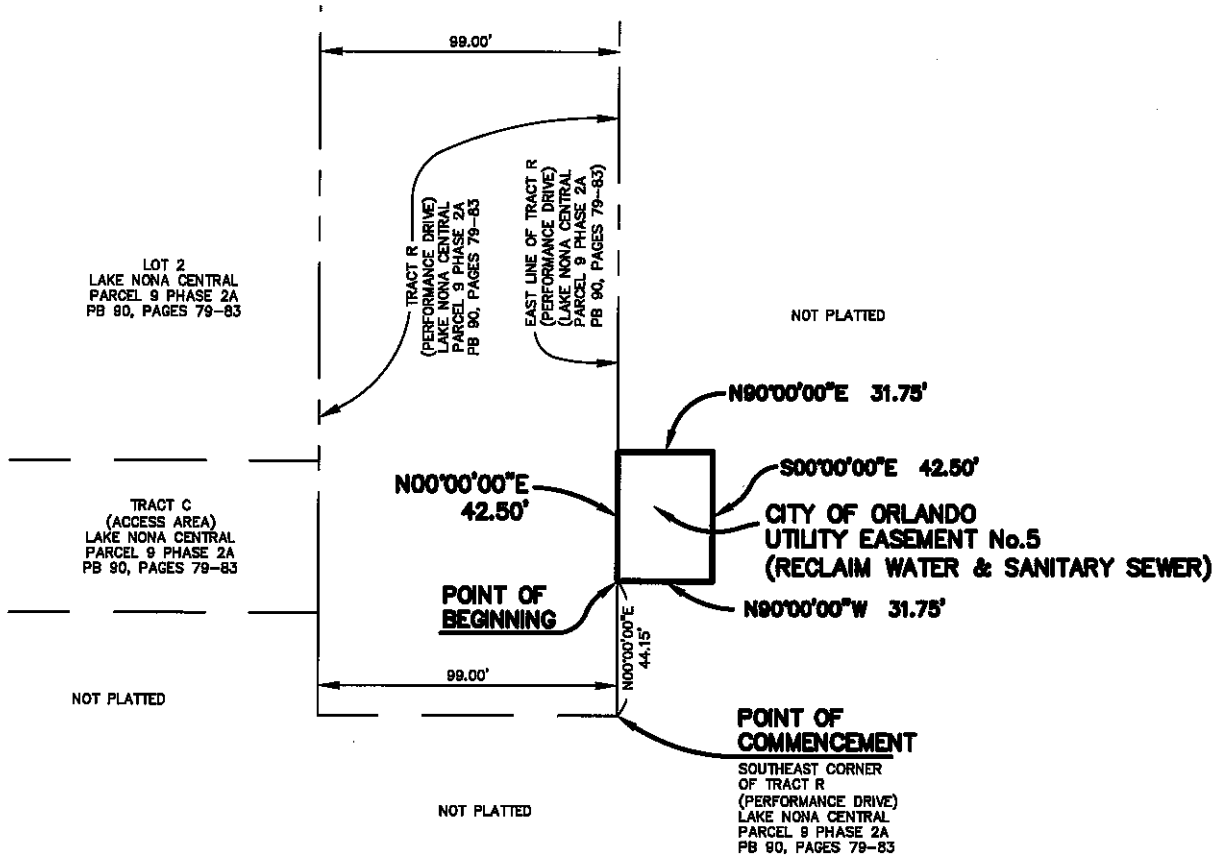 99.00'
TRACT R
(PERFORMANCE DRIVE)
LAKE NONA CENTRAL
PARCEL 9 PHASE 2A
PB 90, PAGES 79-83
EAST LINE OF TRACT R
(PERFORMANCE DRIVE)
(LAKE NONA CENTRAL
PARCEL 9 PHASE 2A
PB 90, PAGES 79-83)
LOT 2
LAKE NONA CENTRAL
PARCEL 9 PHASE 2A
PB 90, PAGES 79-83
NOT PLATTED
N90°00'00"E 31.75'
S00°00'00"E 42.50'
N00°00'00"E
42.50'
CITY OF ORLANDO
UTILITY EASEMENT No.5
(RECLAIM WATER & SANITARY SEWER)
TRACT C
(ACCESS AREA)
LAKE NONA CENTRAL
PARCEL 9 PHASE 2A
PB 90, PAGES 79-83
POINT OF
BEGINNING
N90°00'00"W 31.75'
N00°00'00"E
44.15'
99.00'
NOT PLATTED
POINT OF
COMMENCEMENT
SOUTHEAST CORNER
OF TRACT R
(PERFORMANCE DRIVE)
LAKE NONA CENTRAL
PARCEL 9 PHASE 2A
PB 90, PAGES 79-83
NOT PLATTED